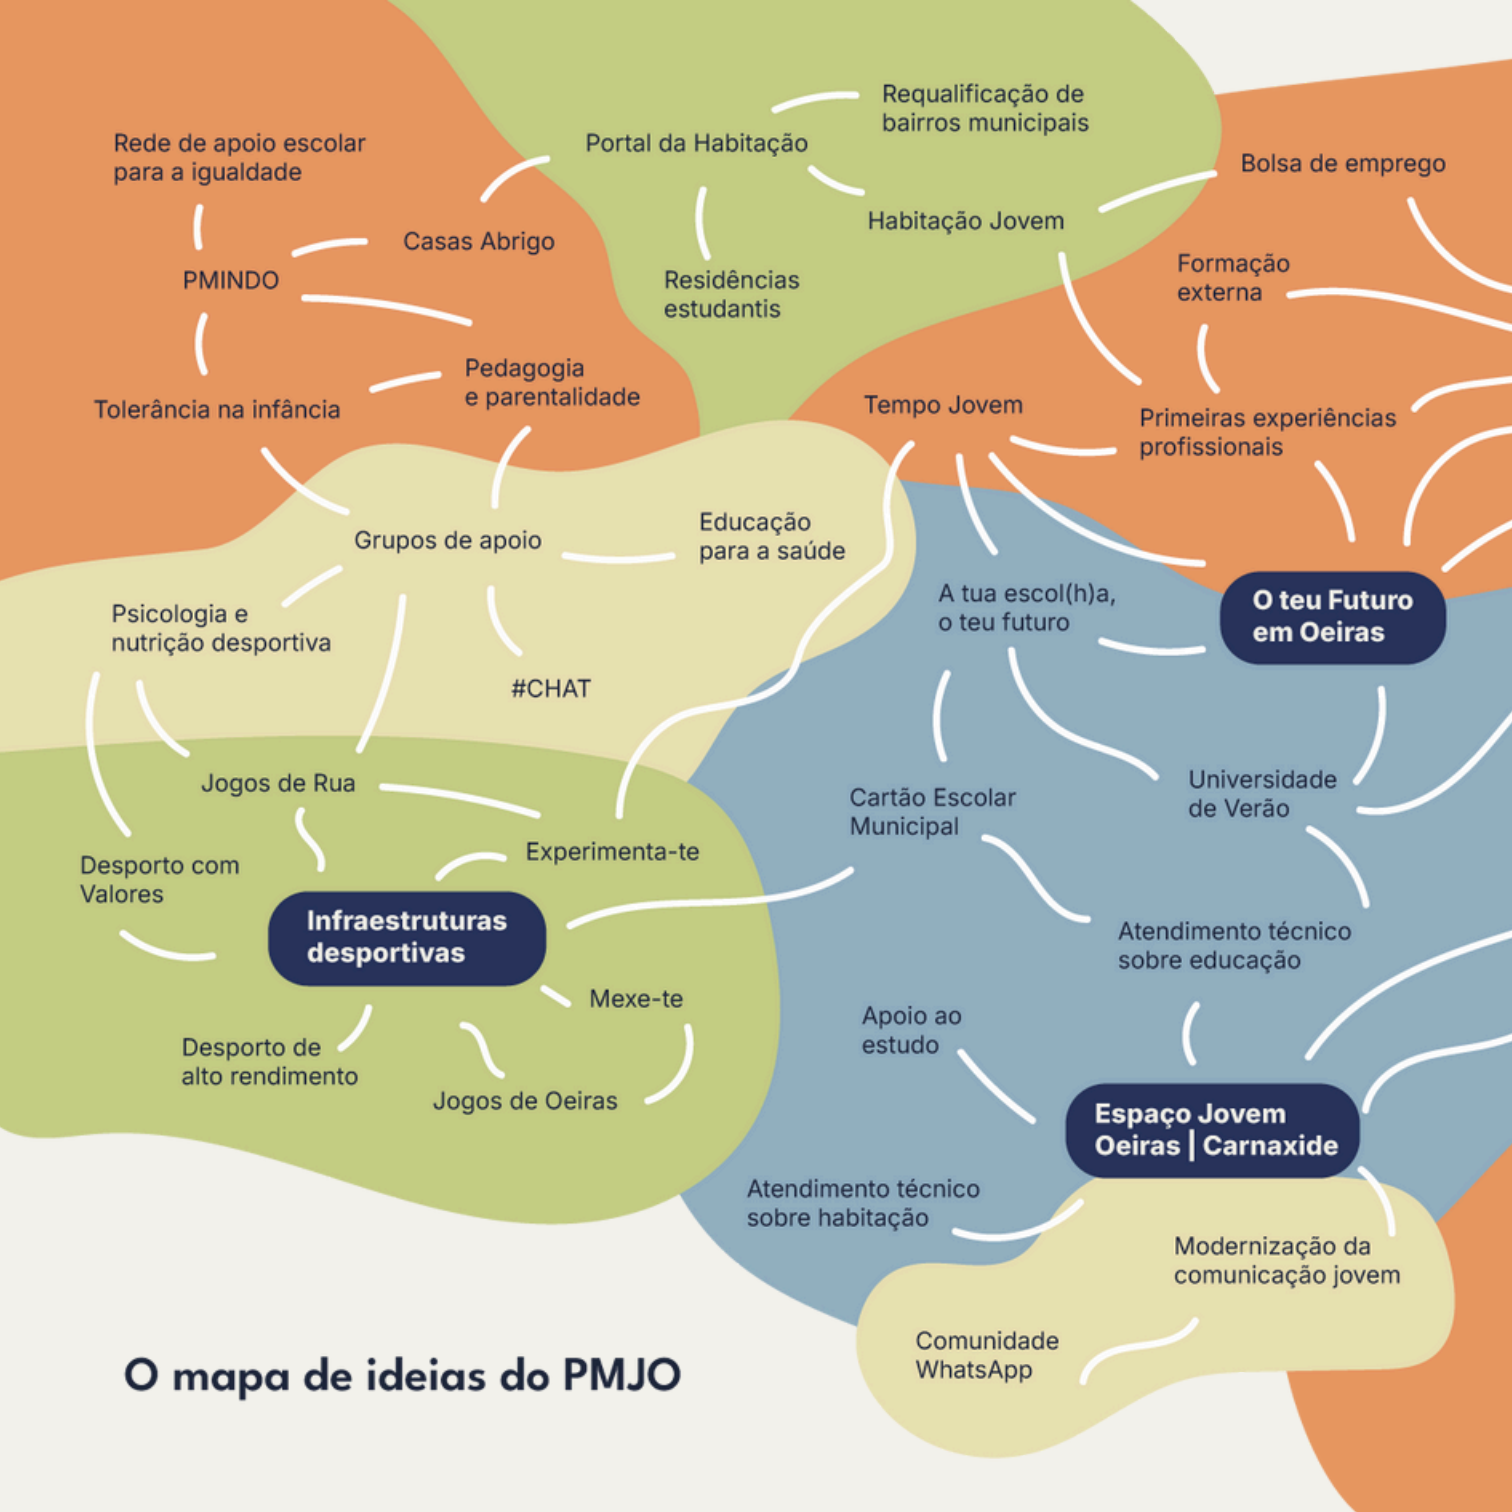 Requalificação de
bairros municipais
Portal da Habitação
Rede de apoio escolar
para a igualdade
Bolsa de emprego
Habitação Jovem
Casas Abrigo
Formação
externa
PMINDO
Residências
estudantis
Pedagogia
e parentalidade
Tolerância na infância
Tempo Jovem
Primeiras experiências
profissionais
Educação
para a saúde
Grupos de apoio
A tua escol(h)a,
o teu futuro
O teu Futuro
em Oeiras
Psicologia e
nutrição desportiva
#CHAT
Jogos de Rua
Universidade
de Verão
Cartão Escolar
Municipal
Experimenta-te
Desporto com
Valores
Infraestruturas
desportivas
Atendimento técnico
sobre educação
Mexe-te
Apoio ao
estudo
Desporto de
alto rendimento
Jogos de Oeiras
Espaço Jovem
Oeiras | Carnaxide
Atendimento técnico
sobre habitação
Modernização da
comunicação jovem
Comunidade
WhatsApp
O mapa de ideias do PMJO